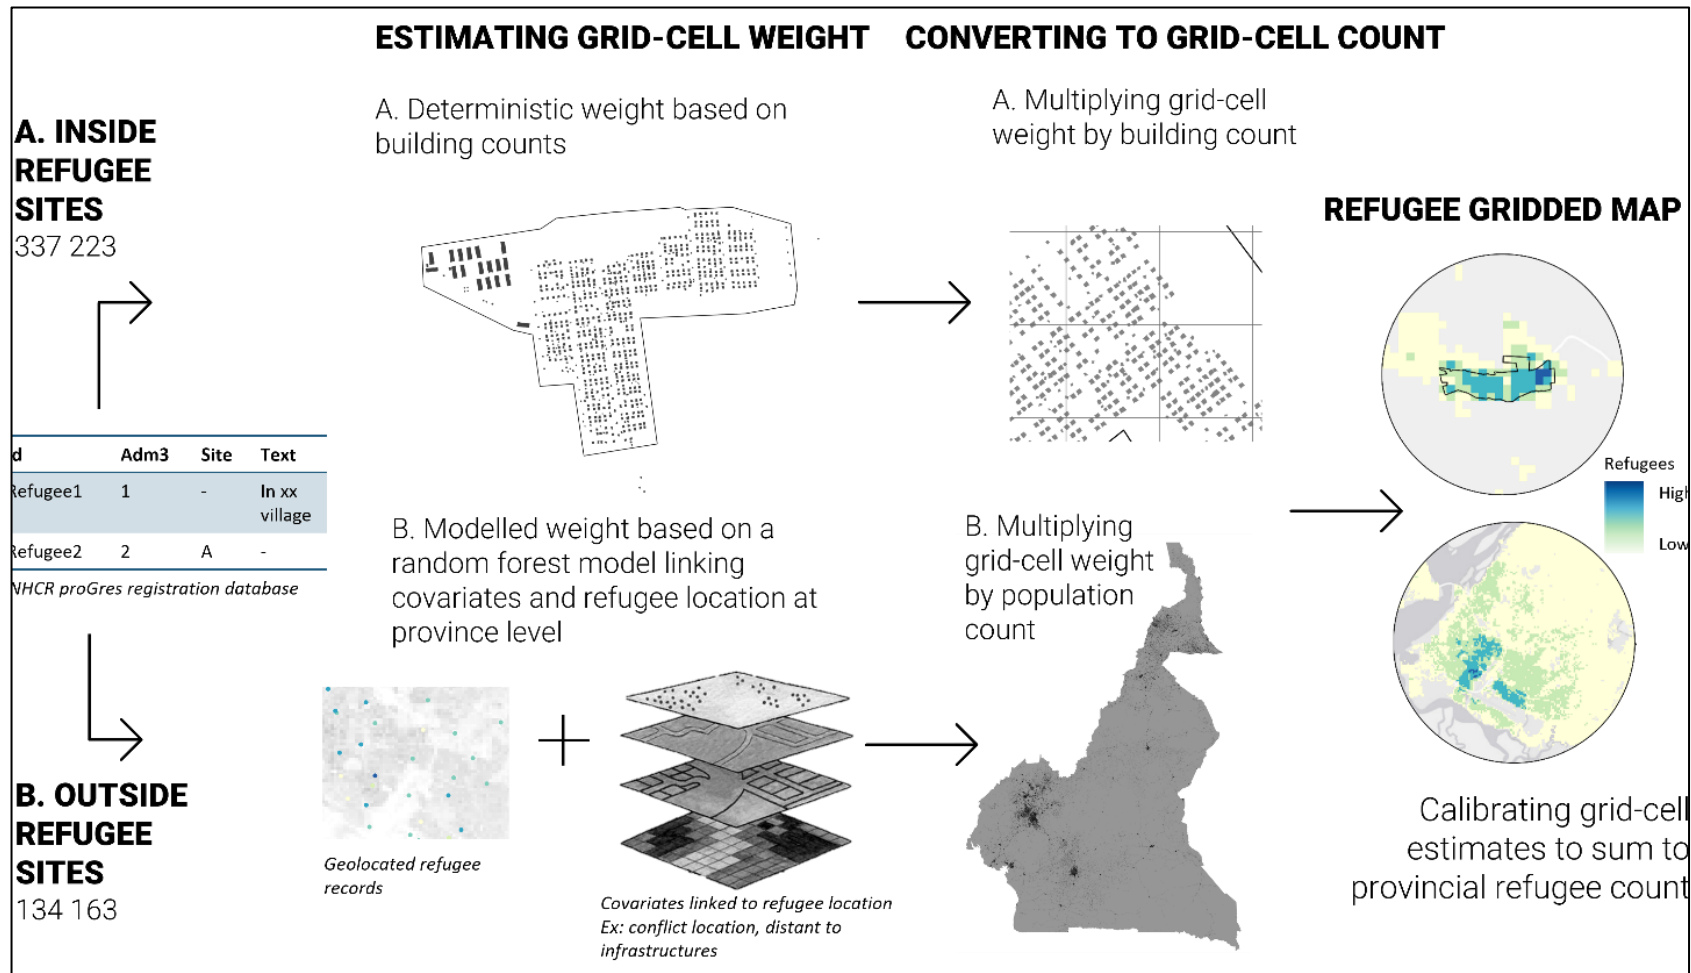 ESTIMATING GRID-CELL WEIGHT
CONVERTING TO GRID-CELL COUNT
A. Deterministic weight based on
building counts
A. Multiplying grid-cell
weight by building count
A. INSIDE
REFUGEE
SITES
337 223
REFUGEE GRIDDED MAP
d Adm3 Site Text
Refugee1 1 - In xx
village
Refugee2 2 A -
NHCR proGres registration database
B. Modelled weight based on a
random forest model linking
covariates and refugee location at
province level
B. Multiplying
grid-cell weight
by population
count
Refugees
High
Low
B. OUTSIDE
REFUGEE
SITES
134 163
Geolocated refugee
records
Covariates linked to refugee location
Ex: conflict location, distant to
infrastructures
Calibrating grid-cell
estimates to sum to
provincial refugee count